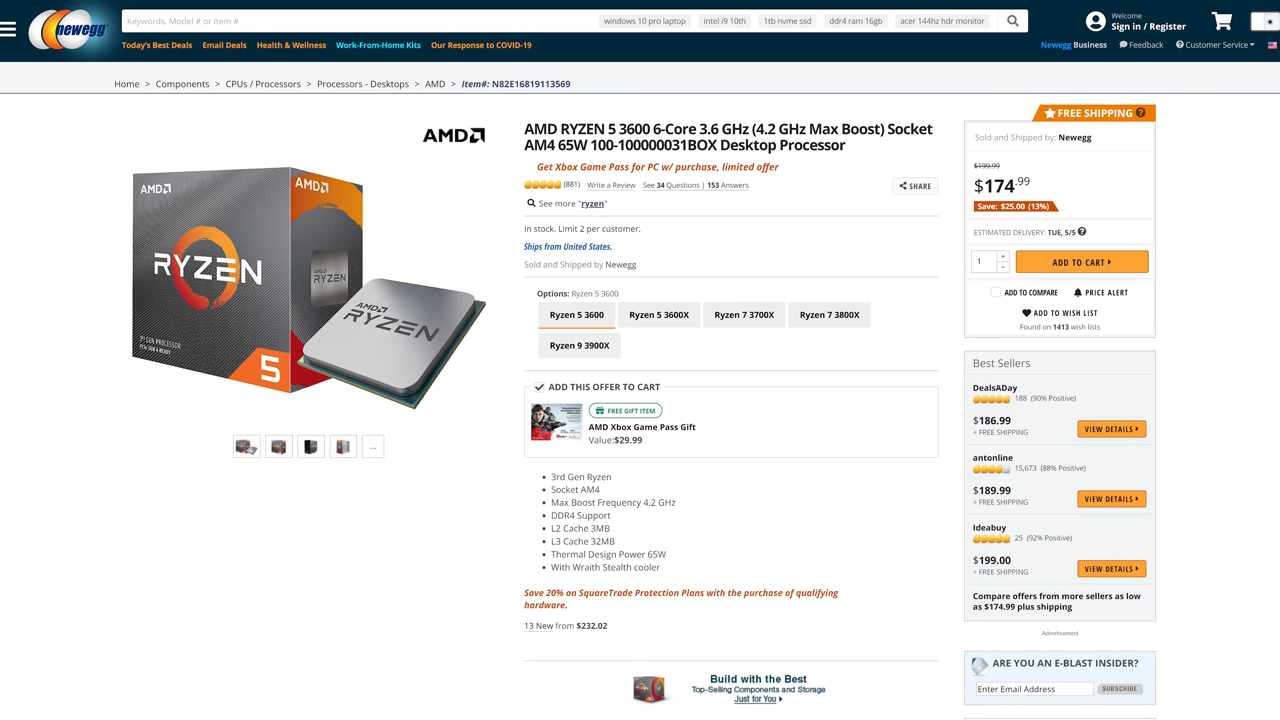 newegg
Keywords, Model # or Item #
windows 10 pro laptop
intel i9 10th
1tb nvme ssd
ddr4 ram 16gb
acer 144hz hdr monitor
Welcome
Sign in / Register
Today's Best Deals
Email Deals
Health & Wellness
Work-From-Home Kits
Our Response to COVID-19
Newegg Business
Feedback
Customer Service
Home > Components > CPUs / Processors > Processors - Desktops > AMD > Item#: N82E16819113569
AMD
AMD
RYZEN
3RD GEN PROCESSOR
5
AMD
AMD
RYZEN
AMD
RYZEN
...
AMD RYZEN 5 3600 6-Core 3.6 GHz (4.2 GHz Max Boost) Socket
AM4 65W 100-100000031BOX Desktop Processor
Get Xbox Game Pass for PC w/ purchase, limited offer
(881) Write a Review See 34 Questions | 153 Answers
SHARE
See more "ryzen"
In stock. Limit 2 per customer.
Ships from United States.
Sold and Shipped by Newegg
Options: Ryzen 5 3600
Ryzen 5 3600
Ryzen 5 3600X
Ryzen 7 3700X
Ryzen 7 3800X
Ryzen 9 3900X
ADD THIS OFFER TO CART
FREE GIFT ITEM
AMD Xbox Game Pass Gift
Value:$29.99
3rd Gen Ryzen
Socket AM4
Max Boost Frequency 4.2 GHz
DDR4 Support
L2 Cache 3MB
L3 Cache 32MB
Thermal Design Power 65W
With Wraith Stealth cooler
Save 20% on SquareTrade Protection Plans with the purchase of qualifying
hardware.
13 New from $232.02
Build with the Best
Top-Selling Components and Storage
Just for You
FREE SHIPPING ?
Sold and Shipped by: Newegg
$199.99
$174.99
Save: $25.00 (13%)
ESTIMATED DELIVERY: TUE, 5/5 ?
1
+
−
ADD TO CART
ADD TO COMPARE
PRICE ALERT
ADD TO WISH LIST
Found on 1413 wish lists
Best Sellers
DealsADay
188 (90% Positive)
$186.99
+ FREE SHIPPING
VIEW DETAILS
antonline
15,673 (88% Positive)
$189.99
+ FREE SHIPPING
VIEW DETAILS
Ideabuy
25 (92% Positive)
$199.00
+ FREE SHIPPING
VIEW DETAILS
Compare offers from more sellers as low
as $174.99 plus shipping
Advertisement
ARE YOU AN E-BLAST INSIDER?
Enter Email Address
SUBSCRIBE